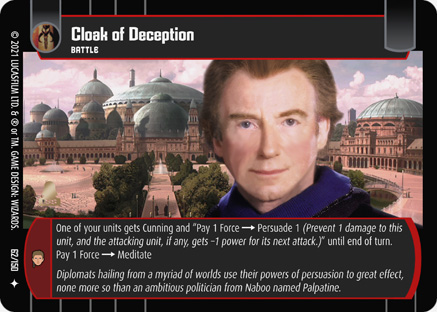 Cloak of Deception
BATTLE
© 2021 LUCASFILM LTD. & ® or TM. GAME DESIGN: WIZARDS.
62/150
One of your units gets Cunning and “Pay 1 Force → Persuade 1 (Prevent 1 damage to this
unit, and the attacking unit, if any, gets –1 power for its next attack.)” until end of turn.
Pay 1 Force → Meditate
Diplomats hailing from a myriad of worlds use their powers of persuasion to great effect,
none more so than an ambitious politician from Naboo named Palpatine.